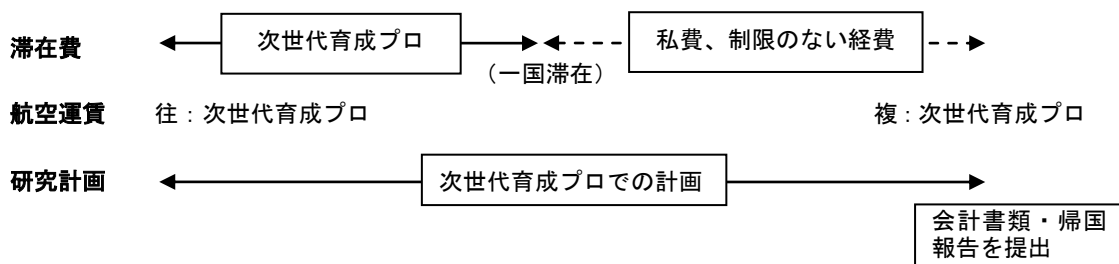 滞在費 次世代育成プロ 私費、制限のない経費
（一国滞在）
航空運賃 往：次世代育成プロ 複：次世代育成プロ
研究計画 次世代育成プロでの計画
会計書類・帰国
報告を提出